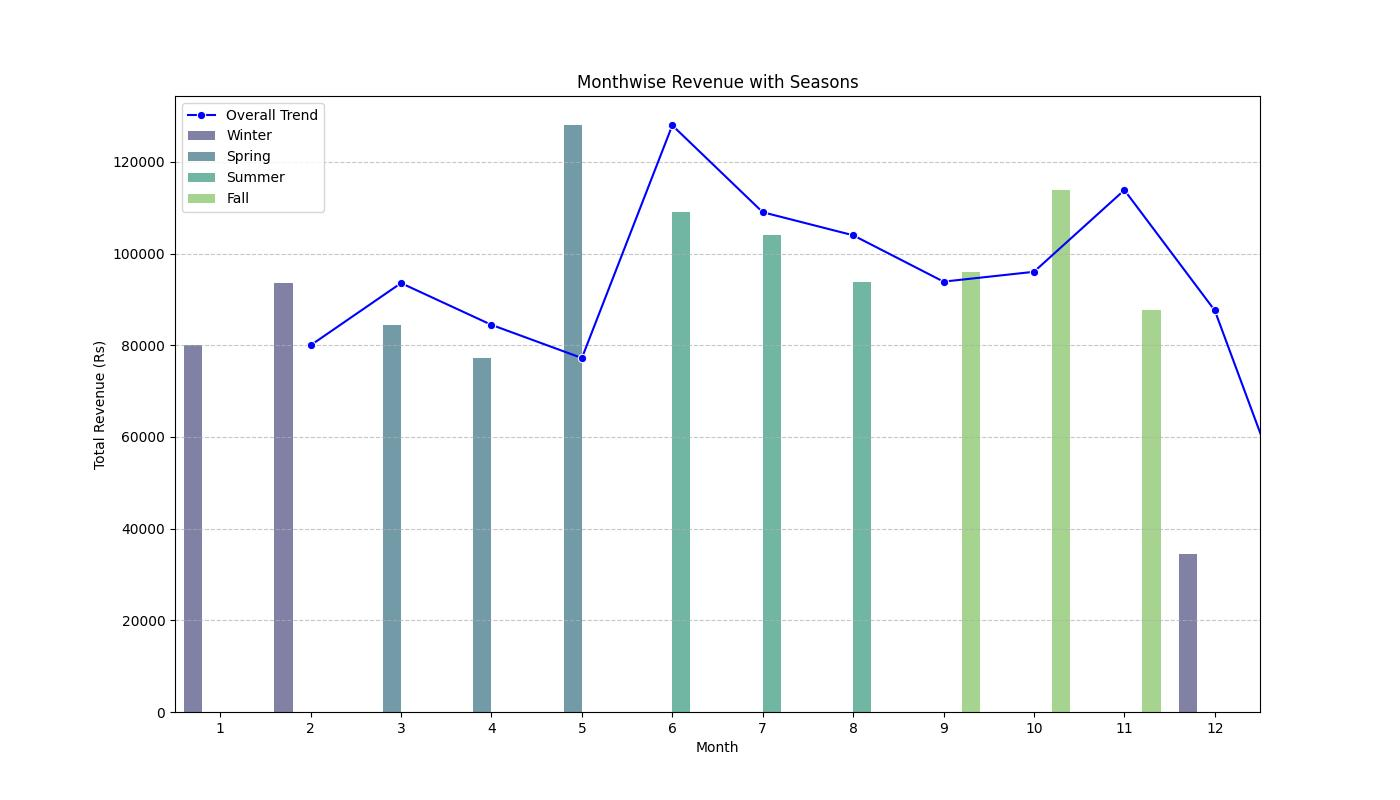 Monthwise Revenue with Seasons
Overall Trend
Winter
Spring
Summer
Fall
120000
100000
80000
60000
40000
20000
0
Total Revenue (Rs)
1 2 3 4 5 6 7 8 9 10 11 12
Month